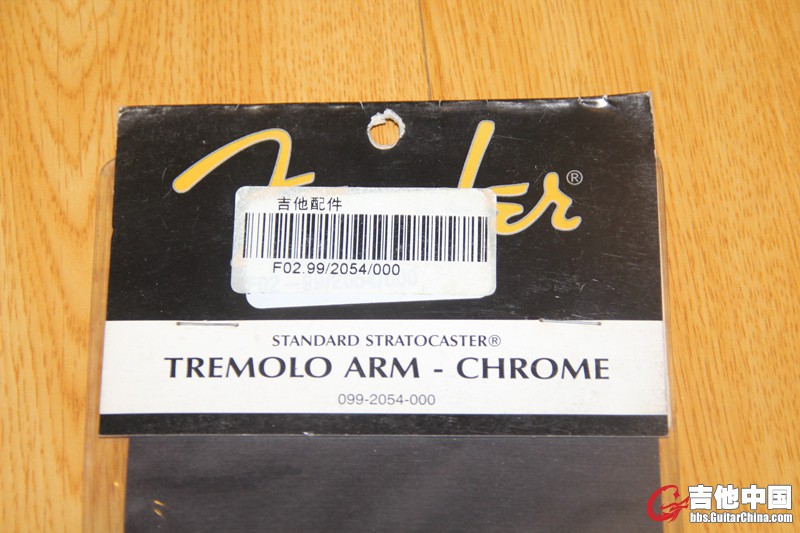 Fender®
吉他配件
F02.99/2054/000
STANDARD STRATOCASTER®
TREMOLO ARM - CHROME
099-2054-000
吉他中国
bbs.GuitarChina.com